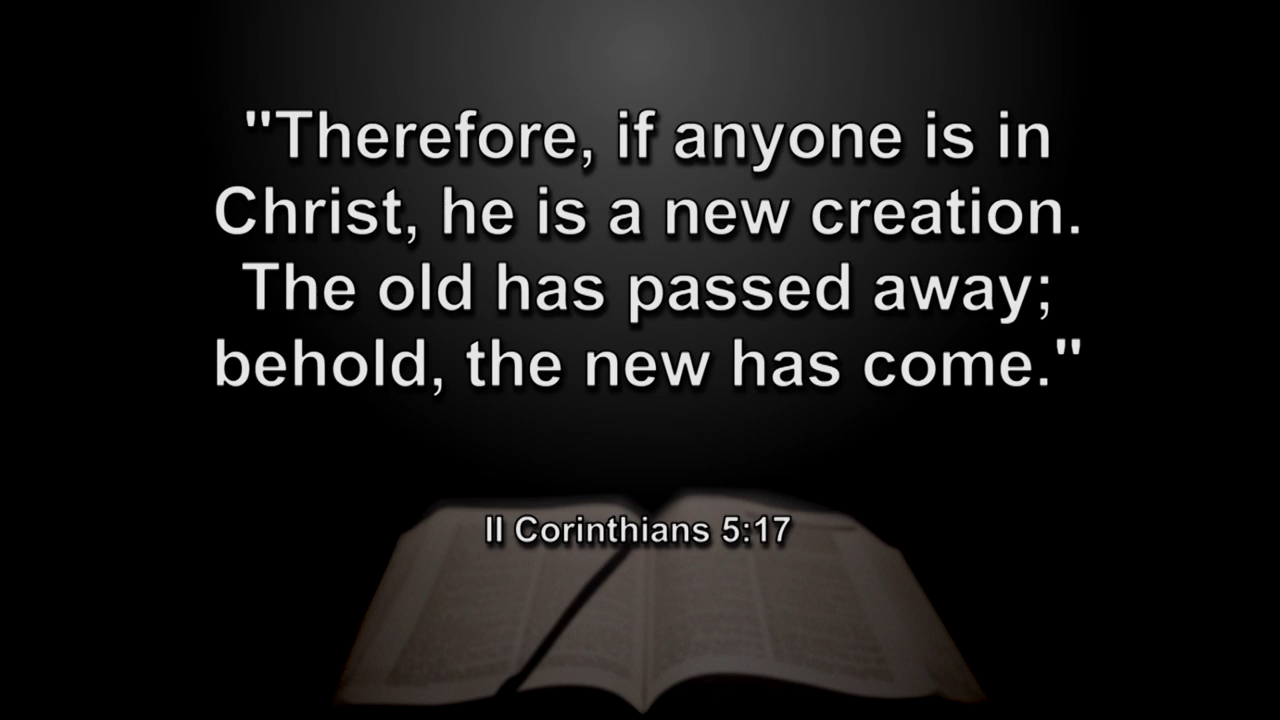 "Therefore, if anyone is in
Christ, he is a new creation.
The old has passed away;
behold, the new has come."
II Corinthians 5:17